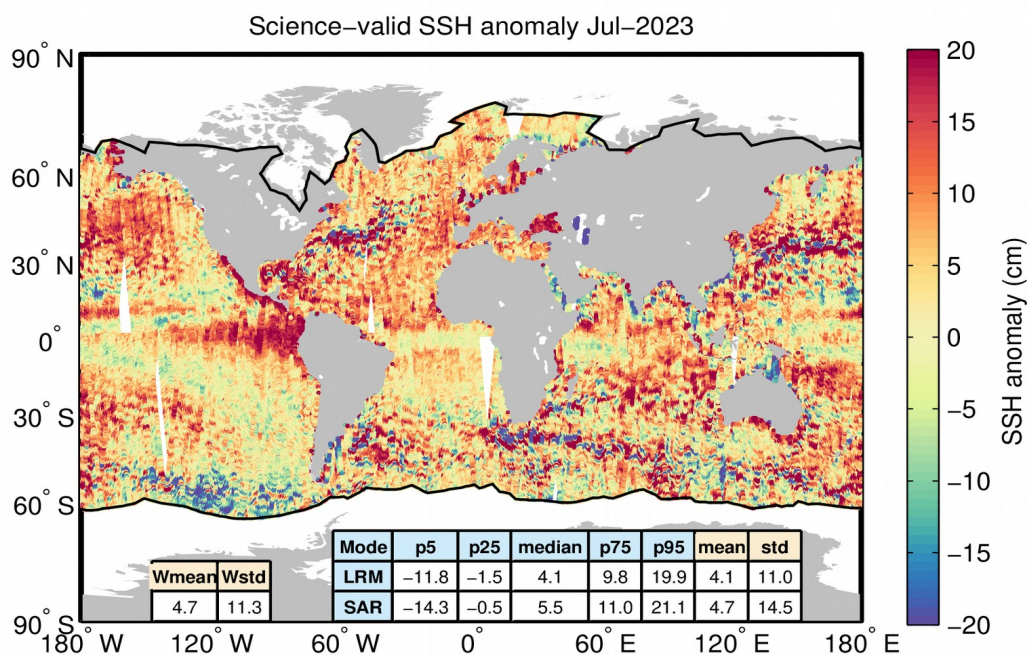 Science−valid SSH anomaly Jul−2023
90° N
60° N
30° N
0°
30° S
60° S
90° S
180° W
120° W
60° W
0°
60° E
120° E
180° E
20
15
10
5
0
−5
−10
−15
−20
SSH anomaly (cm)
Wmean Wstd
4.7 11.3
Mode p5 p25 median p75 p95 mean std
LRM −11.8 −1.5 4.1 9.8 19.9 4.1 11.0
SAR −14.3 −0.5 5.5 11.0 21.1 4.7 14.5